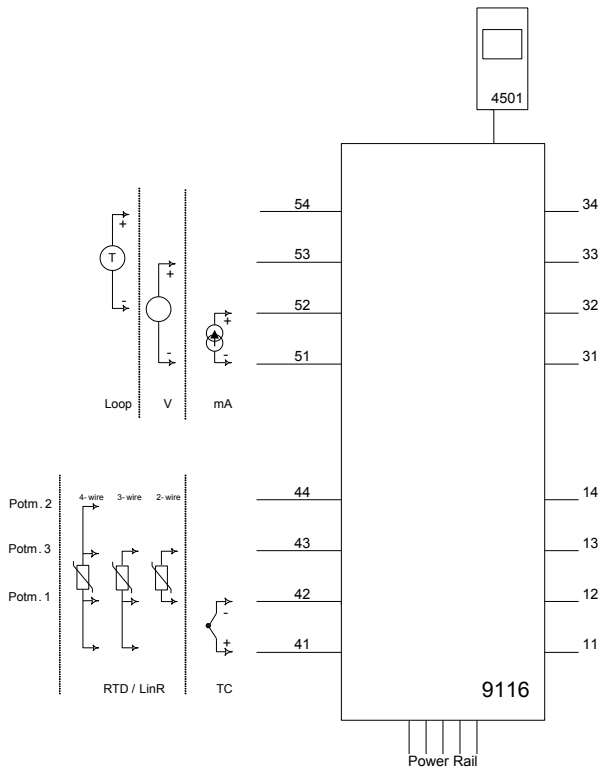 4501
54 34
+
T
53 33
+
-
52 32
+
-
-
51 31
Loop V mA
4-wire 3-wire 2-wire
Potm. 2
44 14
Potm. 3
43 13
Potm. 1
42 12
-
+
41 11
RTD / LinR TC
9116
Power Rail